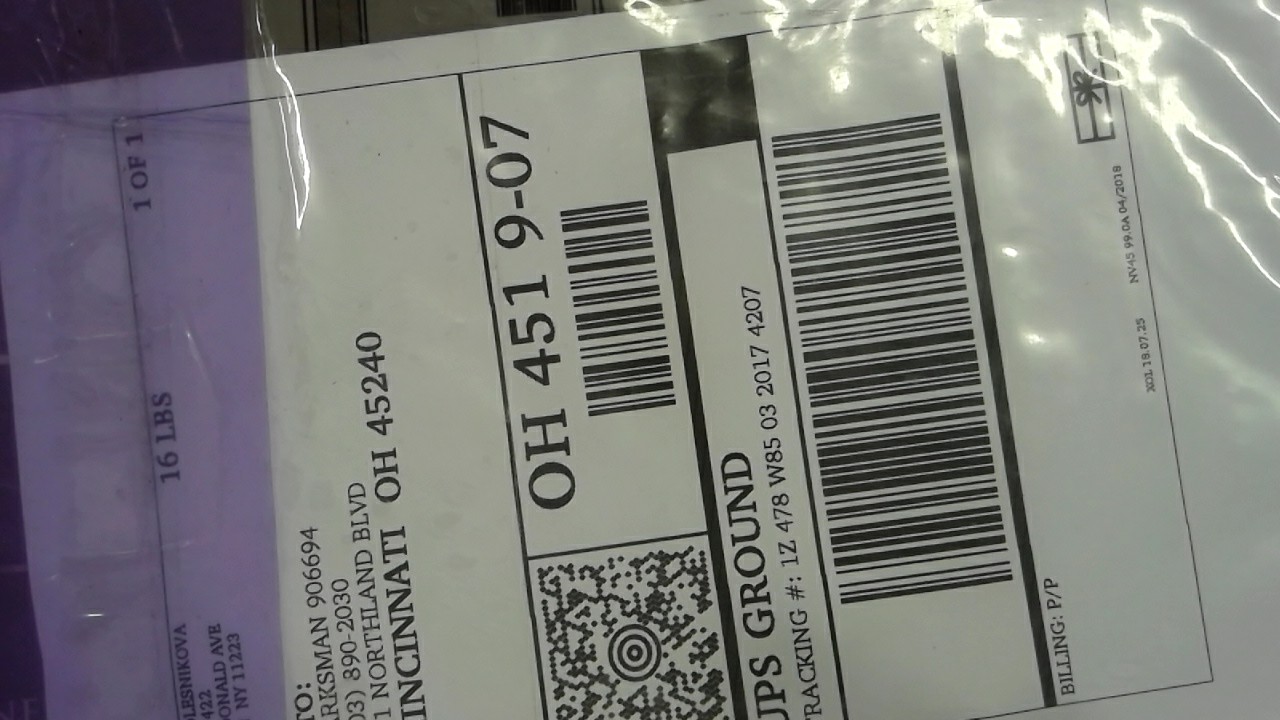 LESNIKOVA
422
ONALD AVE
NY 11223
16 LBS
1 OF 1
TO:
ARKSMAN 906694
03) 890-2030
1 NORTHLAND BLVD
INCINNATI OH 45240
OH 451 9-07
UPS GROUND
TRACKING #: 1Z 478 W85 03 2017 4207
BILLING: P/P
XOL 18.07.25 NV45 99.0A 04/2018